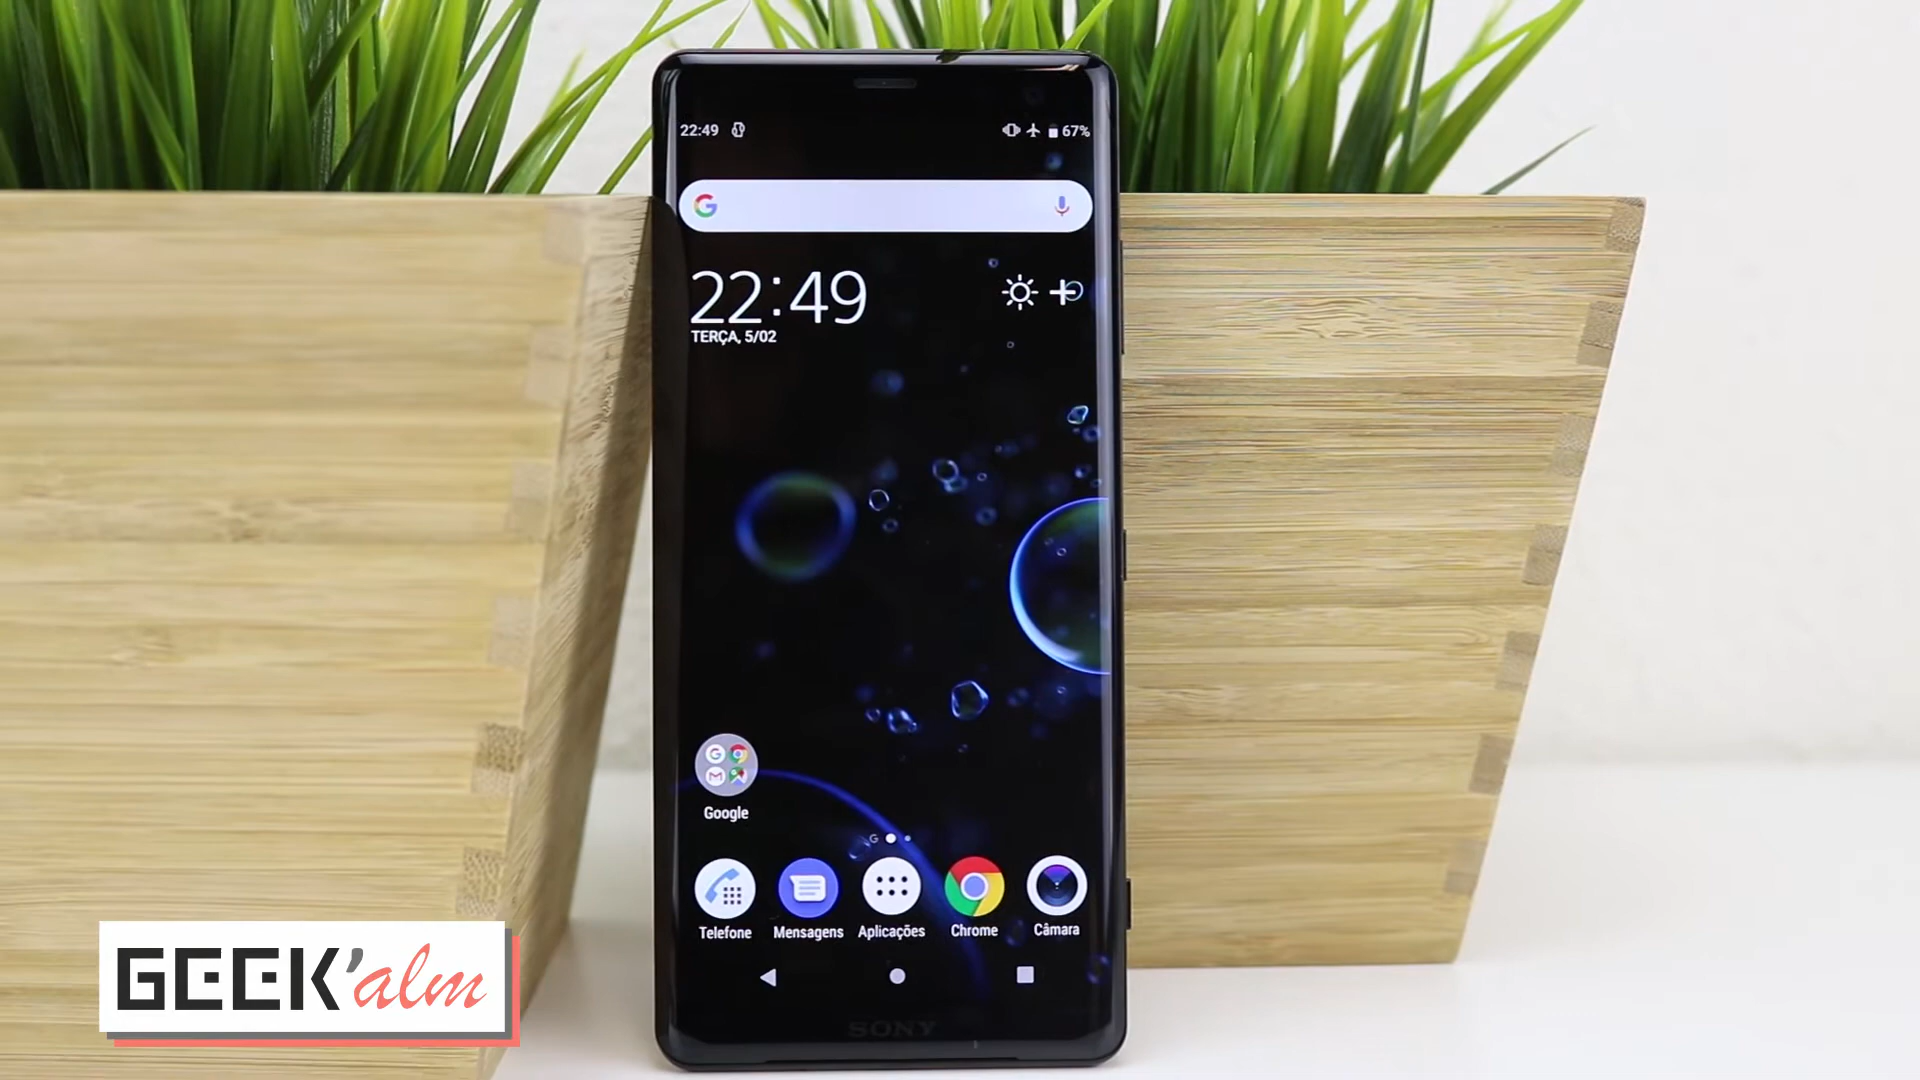 22:49
67%
22:49
TERÇA, 5/02
Google
G
Telefone
Mensagens
Aplicações
Chrome
Câmara
SONY
GEEK'alm